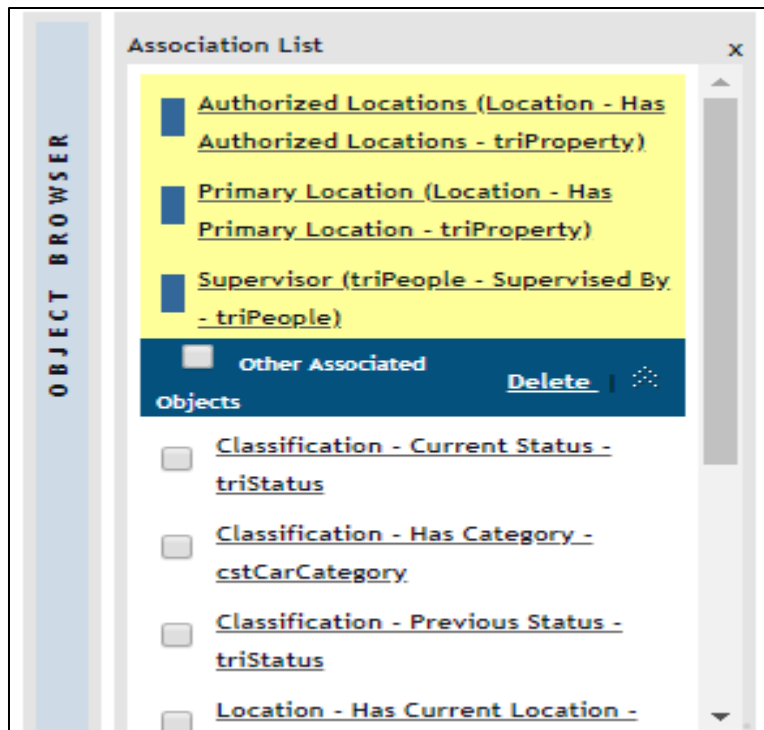 OBJECT BROWSER
Association List
x
Authorized Locations (Location - Has
Authorized Locations - triProperty)
Primary Location (Location - Has
Primary Location - triProperty)
Supervisor (triPeople - Supervised By
- triPeople)
Other Associated
Objects
Delete |
Classification - Current Status -
triStatus
Classification - Has Category -
cstCarCategory
Classification - Previous Status -
triStatus
Location - Has Current Location -